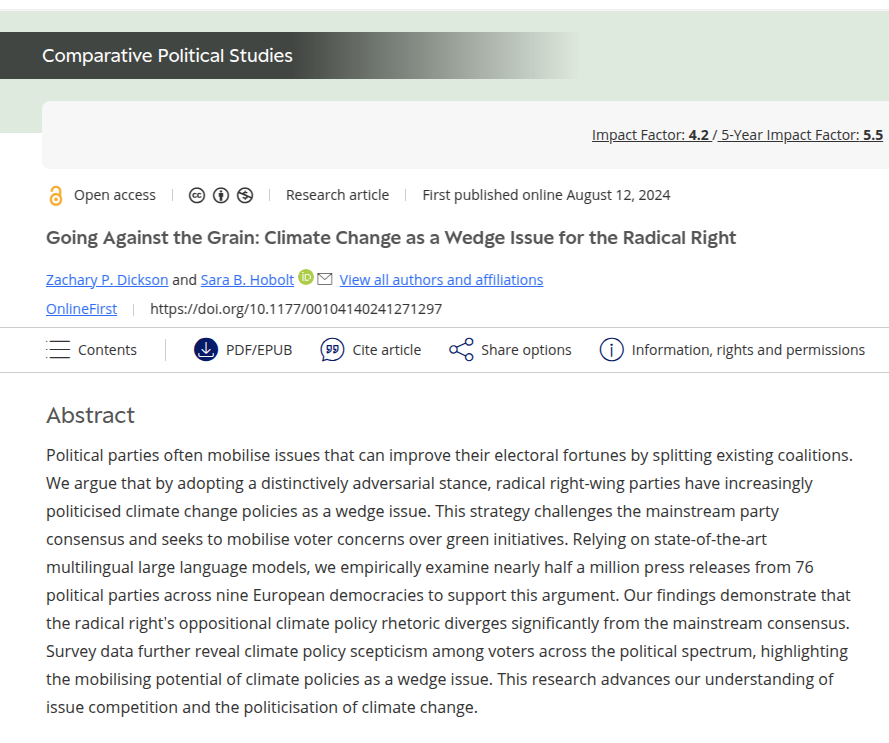 Comparative Political Studies
Impact Factor: 4.2 / 5-Year Impact Factor: 5.5
Open access | Research article | First published online August 12, 2024
Going Against the Grain: Climate Change as a Wedge Issue for the Radical Right
Zachary P. Dickson and Sara B. Hobolt iD View all authors and affiliations
OnlineFirst | https://doi.org/10.1177/00104140241271297
Contents | PDF/EPUB Cite article Share options Information, rights and permissions
Abstract
Political parties often mobilise issues that can improve their electoral fortunes by splitting existing coalitions.
We argue that by adopting a distinctively adversarial stance, radical right-wing parties have increasingly
politicised climate change policies as a wedge issue. This strategy challenges the mainstream party
consensus and seeks to mobilise voter concerns over green initiatives. Relying on state-of-the-art
multilingual large language models, we empirically examine nearly half a million press releases from 76
political parties across nine European democracies to support this argument. Our findings demonstrate that
the radical right's oppositional climate policy rhetoric diverges significantly from the mainstream consensus.
Survey data further reveal climate policy scepticism among voters across the political spectrum, highlighting
the mobilising potential of climate policies as a wedge issue. This research advances our understanding of
issue competition and the politicisation of climate change.